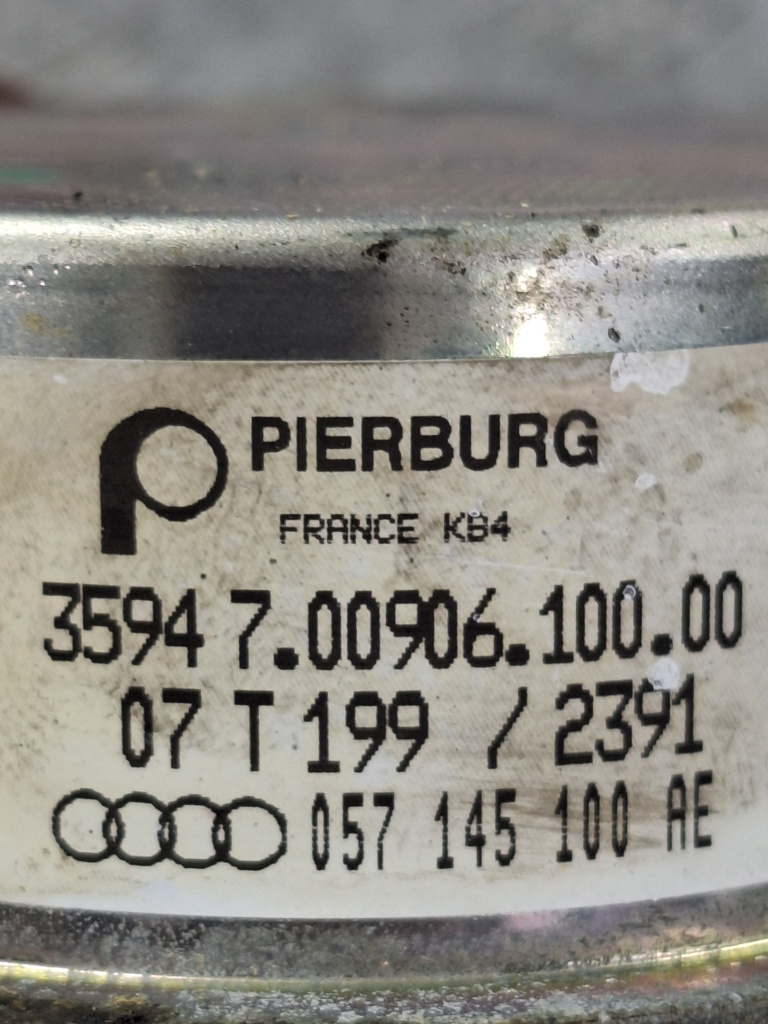 PIERBURG
FRANCE KB4
3594 7.00906.100.00
07 T 199 / 2391
057 145 100 AE